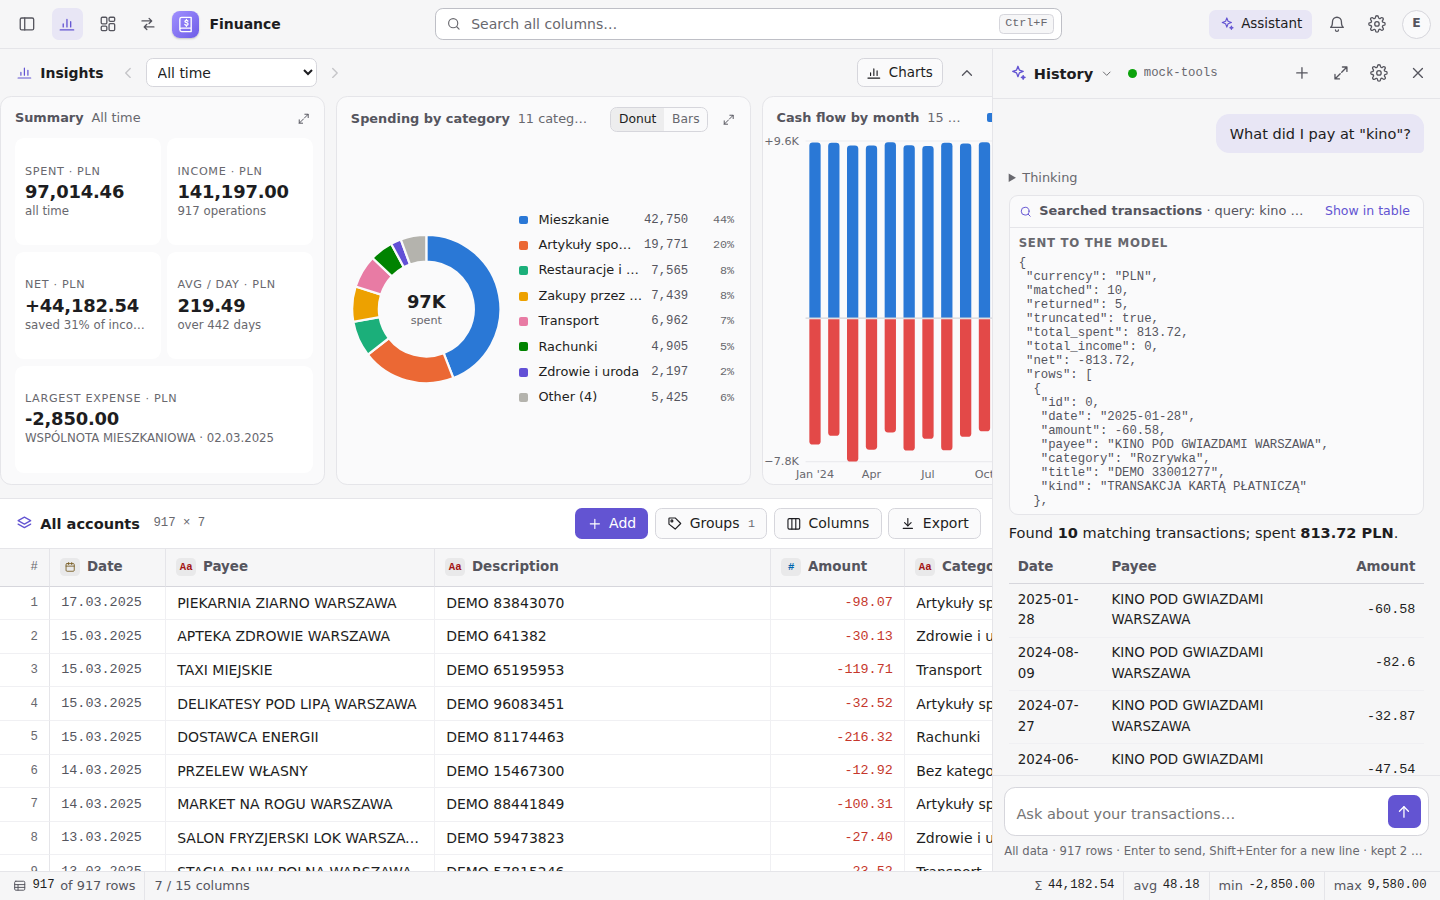 Finuance
Search all columns…
Ctrl+F
Assistant
E
Insights
All time
Charts
Summary All time
SPENT · PLN
97,014.46
all time
INCOME · PLN
141,197.00
917 operations
NET · PLN
+44,182.54
saved 31% of inco…
AVG / DAY · PLN
219.49
over 442 days
LARGEST EXPENSE · PLN
-2,850.00
WSPÓLNOTA MIESZKANIOWA · 02.03.2025
Spending by category 11 categ…
Donut Bars
97K
spent
Mieszkanie 42,750 44%
Artykuły spo… 19,771 20%
Restauracje i … 7,565 8%
Zakupy przez … 7,439 8%
Transport 6,962 7%
Rachunki 4,905 5%
Zdrowie i uroda 2,197 2%
Other (4) 5,425 6%
Cash flow by month 15 …
+9.6K
−7.8K
Jan '24 Apr Jul Oct
All accounts 917 × 7
Add
Groups 1
Columns
Export
# Date Payee Description Amount Catego
1 17.03.2025 PIEKARNIA ZIARNO WARSZAWA DEMO 83843070 -98.07 Artykuły sp
2 15.03.2025 APTEKA ZDROWIE WARSZAWA DEMO 641382 -30.13 Zdrowie i u
3 15.03.2025 TAXI MIEJSKIE DEMO 65195953 -119.71 Transport
4 15.03.2025 DELIKATESY POD LIPĄ WARSZAWA DEMO 96083451 -32.52 Artykuły sp
5 15.03.2025 DOSTAWCA ENERGII DEMO 81174463 -216.32 Rachunki
6 14.03.2025 PRZELEW WŁASNY DEMO 15467300 -12.92 Bez katego
7 14.03.2025 MARKET NA ROGU WARSZAWA DEMO 88441849 -100.31 Artykuły sp
8 13.03.2025 SALON FRYZJERSKI LOK WARSZA… DEMO 59473823 -27.40 Zdrowie i u
9 13.03.2025 STACJA PALIW POLNA WARSZAWA DEMO 57815246 -23.52 Transport
917 of 917 rows
7 / 15 columns
History
mock-tools
What did I pay at "kino"?
Thinking
Searched transactions · query: kino …
Show in table
SENT TO THE MODEL
{
"currency": "PLN",
"matched": 10,
"returned": 5,
"truncated": true,
"total_spent": 813.72,
"total_income": 0,
"net": -813.72,
"rows": [
{
"id": 0,
"date": "2025-01-28",
"amount": -60.58,
"payee": "KINO POD GWIAZDAMI WARSZAWA",
"category": "Rozrywka",
"title": "DEMO 33001277",
"kind": "TRANSAKCJA KARTĄ PŁATNICZĄ"
},
Found 10 matching transactions; spent 813.72 PLN.
Date Payee Amount
2025-01-28 KINO POD GWIAZDAMI WARSZAWA -60.58
2024-08-09 KINO POD GWIAZDAMI WARSZAWA -82.6
2024-07-27 KINO POD GWIAZDAMI WARSZAWA -32.87
2024-06- KINO POD GWIAZDAMI -47.54
Ask about your transactions…
All data · 917 rows · Enter to send, Shift+Enter for a new line · kept 2 …
Σ 44,182.54
avg 48.18
min -2,850.00
max 9,580.00